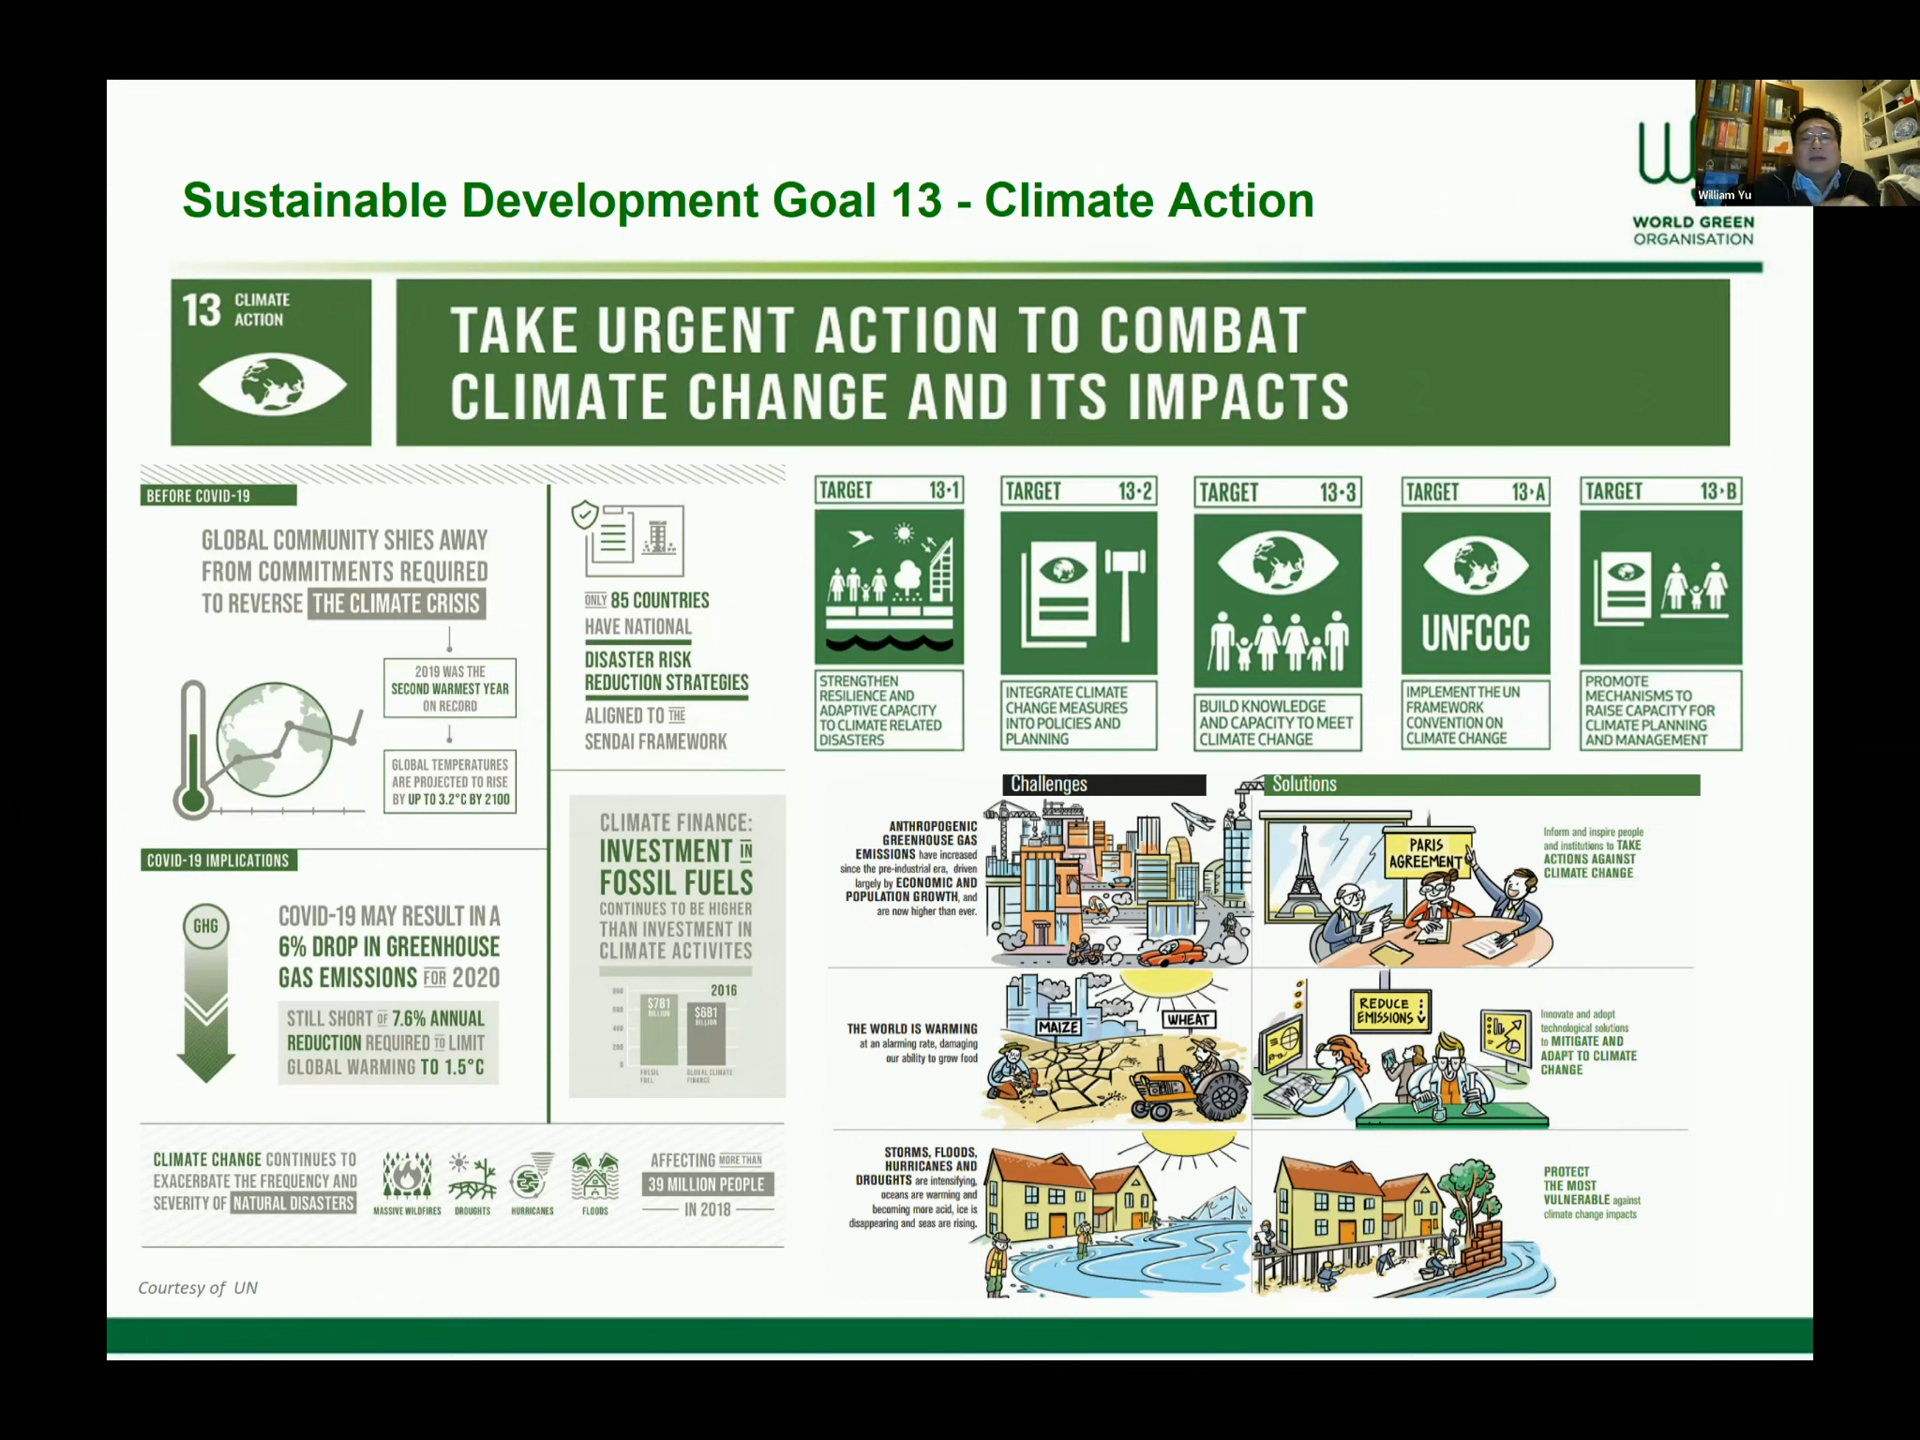 Sustainable Development Goal 13 - Climate Action
William Yu
WORLD GREEN
ORGANISATION
13 CLIMATE
ACTION
TAKE URGENT ACTION TO COMBAT
CLIMATE CHANGE AND ITS IMPACTS
BEFORE COVID-19
GLOBAL COMMUNITY SHIES AWAY
FROM COMMITMENTS REQUIRED
TO REVERSE THE CLIMATE CRISIS
2019 WAS THE
SECOND WARMEST YEAR
ON RECORD
GLOBAL TEMPERATURES
ARE PROJECTED TO RISE
BY UP TO 3.2°C BY 2100
COVID-19 IMPLICATIONS
GHG
COVID-19 MAY RESULT IN A
6% DROP IN GREENHOUSE
GAS EMISSIONS FOR 2020
STILL SHORT OF 7.6% ANNUAL
REDUCTION REQUIRED TO LIMIT
GLOBAL WARMING TO 1.5°C
ONLY 85 COUNTRIES
HAVE NATIONAL
DISASTER RISK
REDUCTION STRATEGIES
ALIGNED TO THE
SENDAI FRAMEWORK
CLIMATE FINANCE:
INVESTMENT IN
FOSSIL FUELS
CONTINUES TO BE HIGHER
THAN INVESTMENT IN
CLIMATE ACTIVITES
2016
800
600
400
200
0
$781
BILLION
$681
BILLION
FOSSIL
FUEL
GLOBAL CLIMATE
FINANCE
CLIMATE CHANGE CONTINUES TO
EXACERBATE THE FREQUENCY AND
SEVERITY OF NATURAL DISASTERS
MASSIVE WILDFIRES
DROUGHTS
HURRICANES
FLOODS
AFFECTING MORE THAN
39 MILLION PEOPLE
IN 2018
Courtesy of UN
TARGET 13·1
STRENGTHEN
RESILIENCE AND
ADAPTIVE CAPACITY
TO CLIMATE RELATED
DISASTERS
TARGET 13·2
INTEGRATE CLIMATE
CHANGE MEASURES
INTO POLICIES AND
PLANNING
TARGET 13·3
BUILD KNOWLEDGE
AND CAPACITY TO MEET
CLIMATE CHANGE
TARGET 13·A
UNFCCC
IMPLEMENT THE UN
FRAMEWORK
CONVENTION ON
CLIMATE CHANGE
TARGET 13·B
PROMOTE
MECHANISMS TO
RAISE CAPACITY FOR
CLIMATE PLANNING
AND MANAGEMENT
Challenges
Solutions
ANTHROPOGENIC
GREENHOUSE GAS
EMISSIONS have increased
since the pre-industrial era, driven
largely by ECONOMIC AND
POPULATION GROWTH, and
are now higher than ever.
PARIS
AGREEMENT
Inform and inspire people
and institutions to TAKE
ACTIONS AGAINST
CLIMATE CHANGE
THE WORLD IS WARMING
at an alarming rate, damaging
our ability to grow food
MAIZE
WHEAT
REDUCE
EMISSIONS
Innovate and adopt
technological solutions
to MITIGATE AND
ADAPT TO CLIMATE
CHANGE
STORMS, FLOODS,
HURRICANES AND
DROUGHTS are intensifying,
oceans are warming and
becoming more acid, ice is
disappearing and seas are rising.
PROTECT
THE MOST
VULNERABLE against
climate change impacts